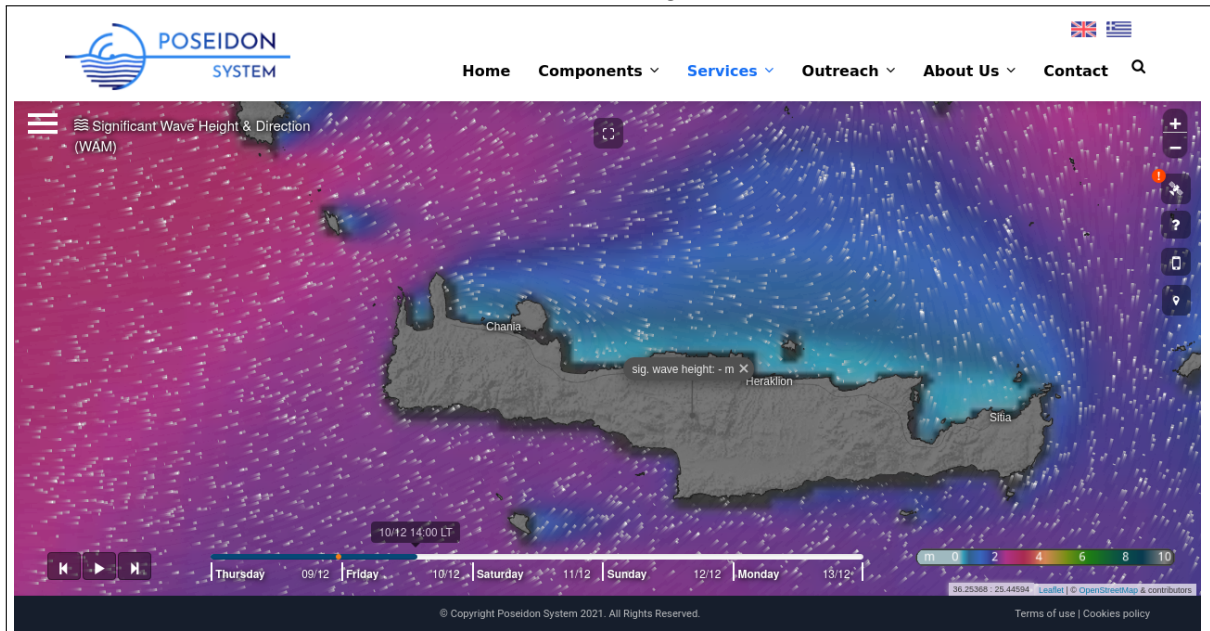 POSEIDON
SYSTEM
Home Components Services Outreach About Us Contact
Significant Wave Height & Direction
(WAM)
+
−
!
?
Chania
sig. wave height: - m ✕
Heraklion
Sitia
10/12 14:00 LT
Thursday 09/12 Friday 10/12 Saturday 11/12 Sunday 12/12 Monday 13/12
m 0 2 4 6 8 10
36.25368 : 25.44594 Leaflet | © OpenStreetMap & contributors
© Copyright Poseidon System 2021. All Rights Reserved.
Terms of use | Cookies policy